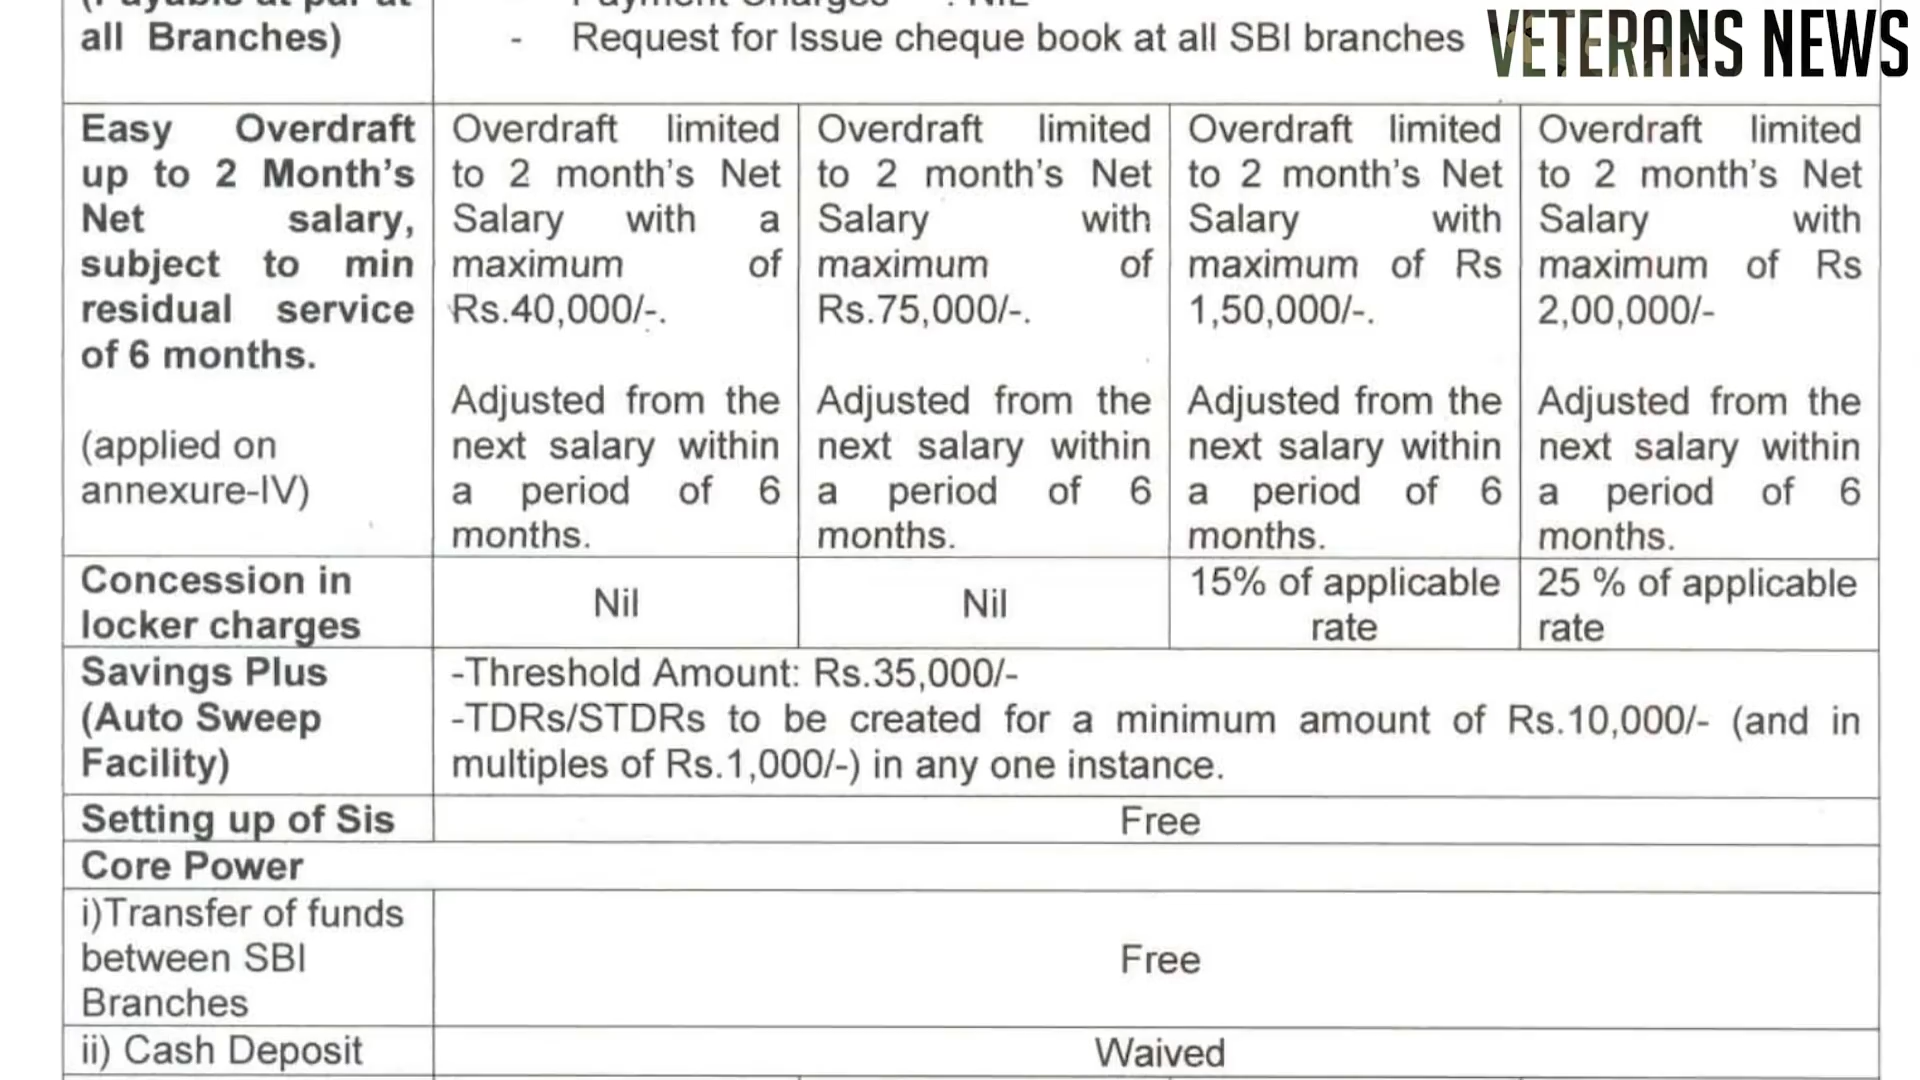 all Branches)
- Request for Issue cheque book at all SBI branches
VETERANS NEWS
Easy Overdraft
up to 2 Month's
Net salary,
subject to min
residual service
of 6 months.
(applied on
annexure-IV)
Overdraft limited
to 2 month's Net
Salary with a
maximum of
Rs.40,000/-.
Adjusted from the
next salary within
a period of 6
months.
Overdraft limited
to 2 month's Net
Salary with
maximum of
Rs.75,000/-.
Adjusted from the
next salary within
a period of 6
months.
Overdraft limited
to 2 month's Net
Salary with
maximum of Rs
1,50,000/-.
Adjusted from the
next salary within
a period of 6
months.
Overdraft limited
to 2 month's Net
Salary with
maximum of Rs
2,00,000/-
Adjusted from the
next salary within
a period of 6
months.
Concession in
locker charges
Nil
Nil
15% of applicable
rate
25 % of applicable
rate
Savings Plus
(Auto Sweep
Facility)
-Threshold Amount: Rs.35,000/-
-TDRs/STDRs to be created for a minimum amount of Rs.10,000/- (and in
multiples of Rs.1,000/-) in any one instance.
Setting up of Sis
Free
Core Power
i)Transfer of funds
between SBI
Branches
Free
ii) Cash Deposit
Waived